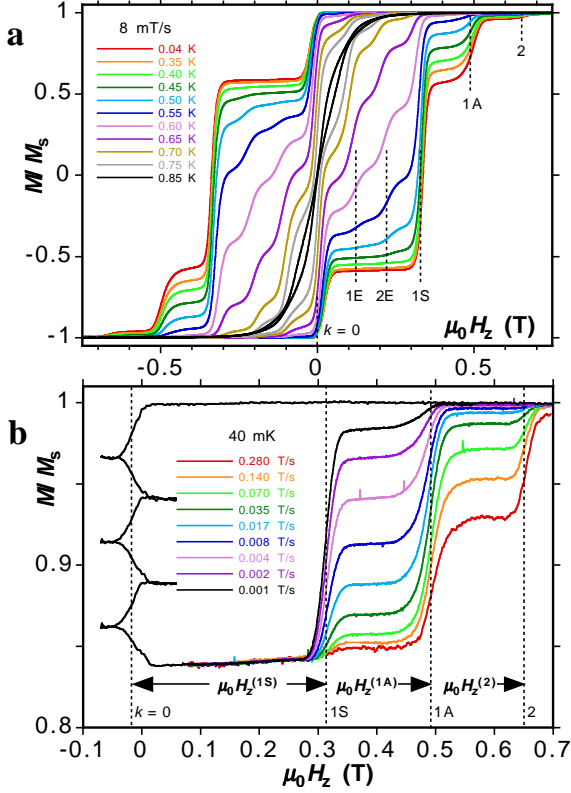 a
M/M_s
1
0.5
0
-0.5
-1
8 mT/s
0.04 K
0.35 K
0.40 K
0.45 K
0.50 K
0.55 K
0.60 K
0.65 K
0.70 K
0.75 K
0.85 K
1A
2
1E
2E
1S
k = 0
μ0Hz (T)
-0.5
0
0.5
b
M/M_s
1
0.9
0.8
40 mK
0.280 T/s
0.140 T/s
0.070 T/s
0.035 T/s
0.017 T/s
0.008 T/s
0.004 T/s
0.002 T/s
0.001 T/s
μ0Hz(1S)
μ0Hz(1A)
μ0Hz(2)
k = 0
1S
1A
2
-0.1
0
0.1
0.2
0.3
0.4
0.5
0.6
0.7
μ0Hz (T)